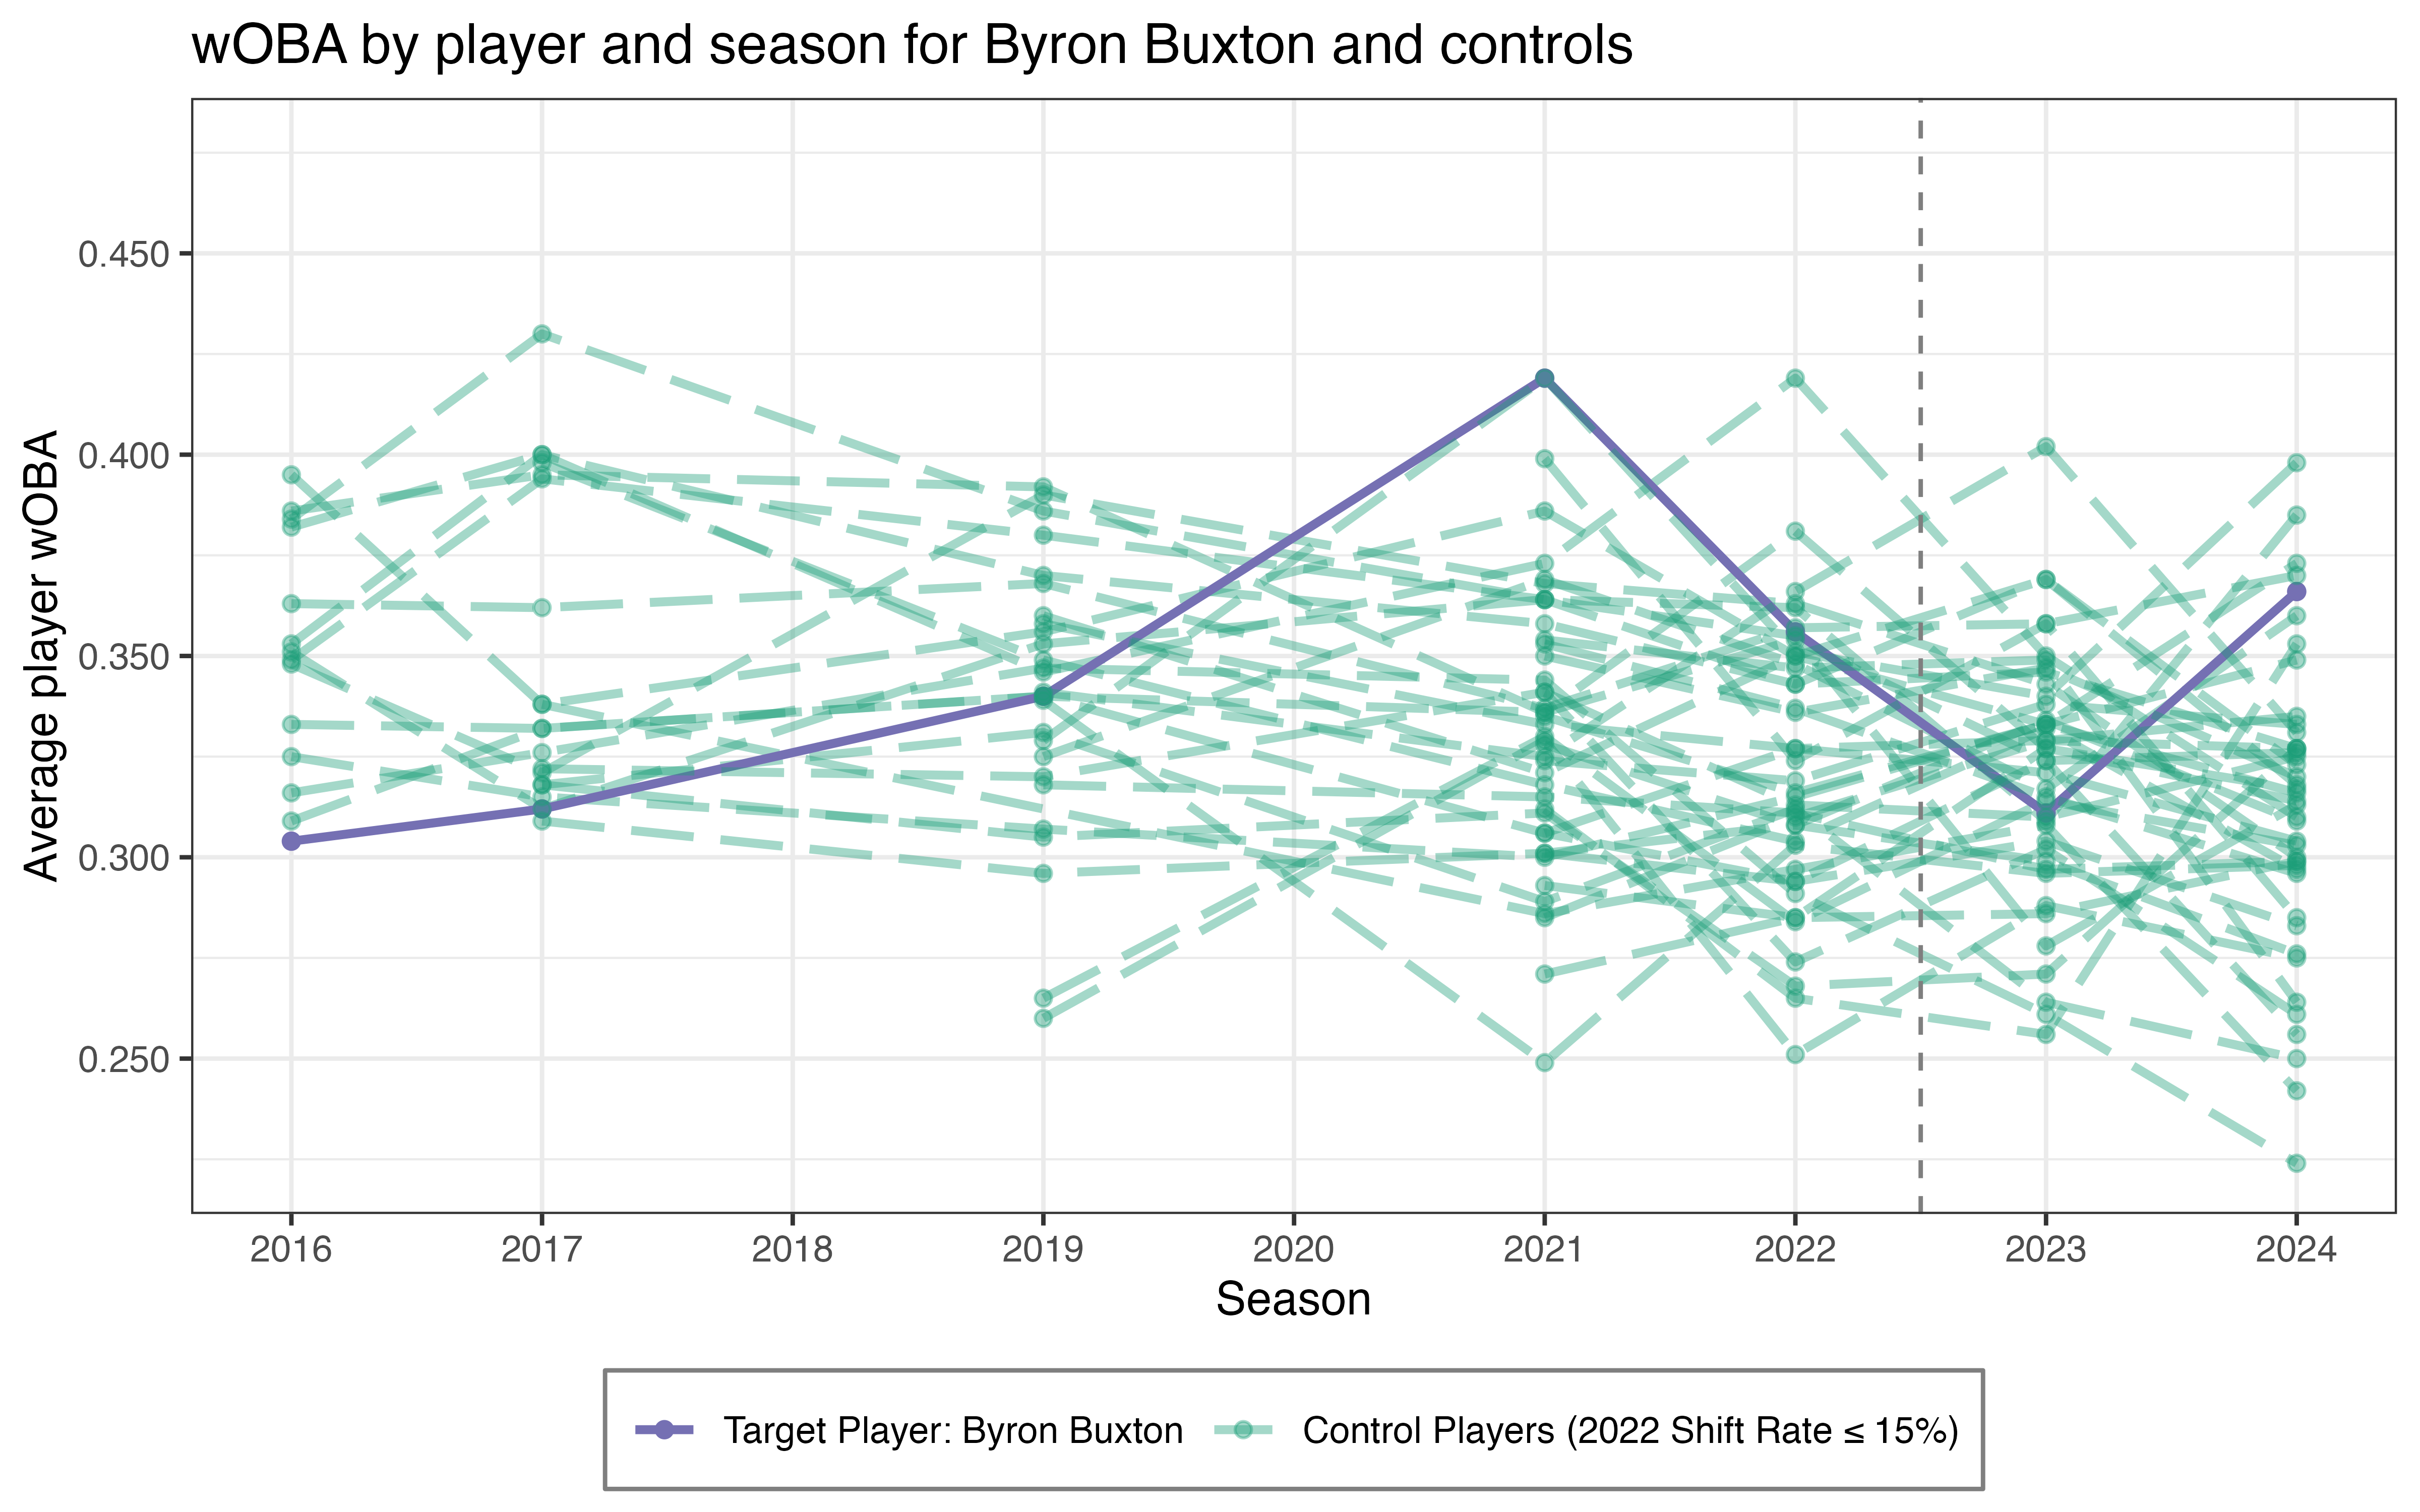 wOBA by player and season for Byron Buxton and controls
Average player wOBA
0.450
0.400
0.350
0.300
0.250
2016 2017 2018 2019 2020 2021 2022 2023 2024
Season
Target Player: Byron Buxton Control Players (2022 Shift Rate ≤ 15%)